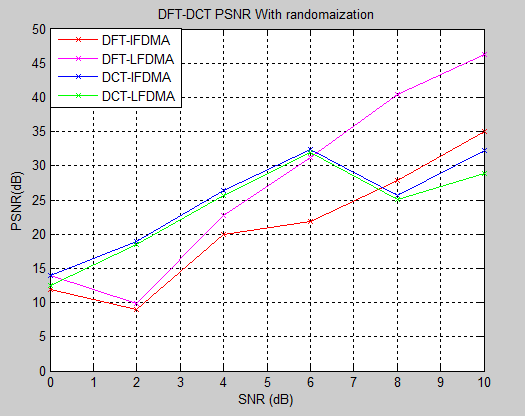 DFT-DCT PSNR With randomaization
DFT-IFDMA
DFT-LFDMA
DCT-IFDMA
DCT-LFDMA
PSNR(dB)
50
45
40
35
30
25
20
15
10
5
0
0 1 2 3 4 5 6 7 8 9 10
SNR (dB)